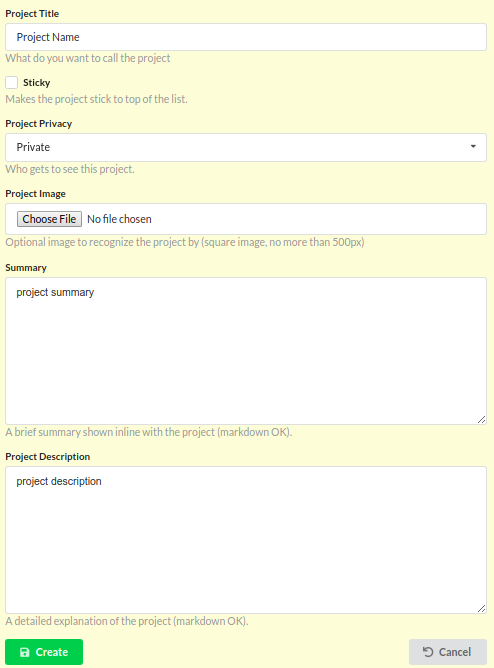 Project Title
Project Name
What do you want to call the project
Sticky
Makes the project stick to top of the list.
Project Privacy
Private
Who gets to see this project.
Project Image
Choose File No file chosen
Optional image to recognize the project by (square image, no more than 500px)
Summary
project summary
A brief summary shown inline with the project (markdown OK).
Project Description
project description
A detailed explanation of the project (markdown OK).
Create Cancel